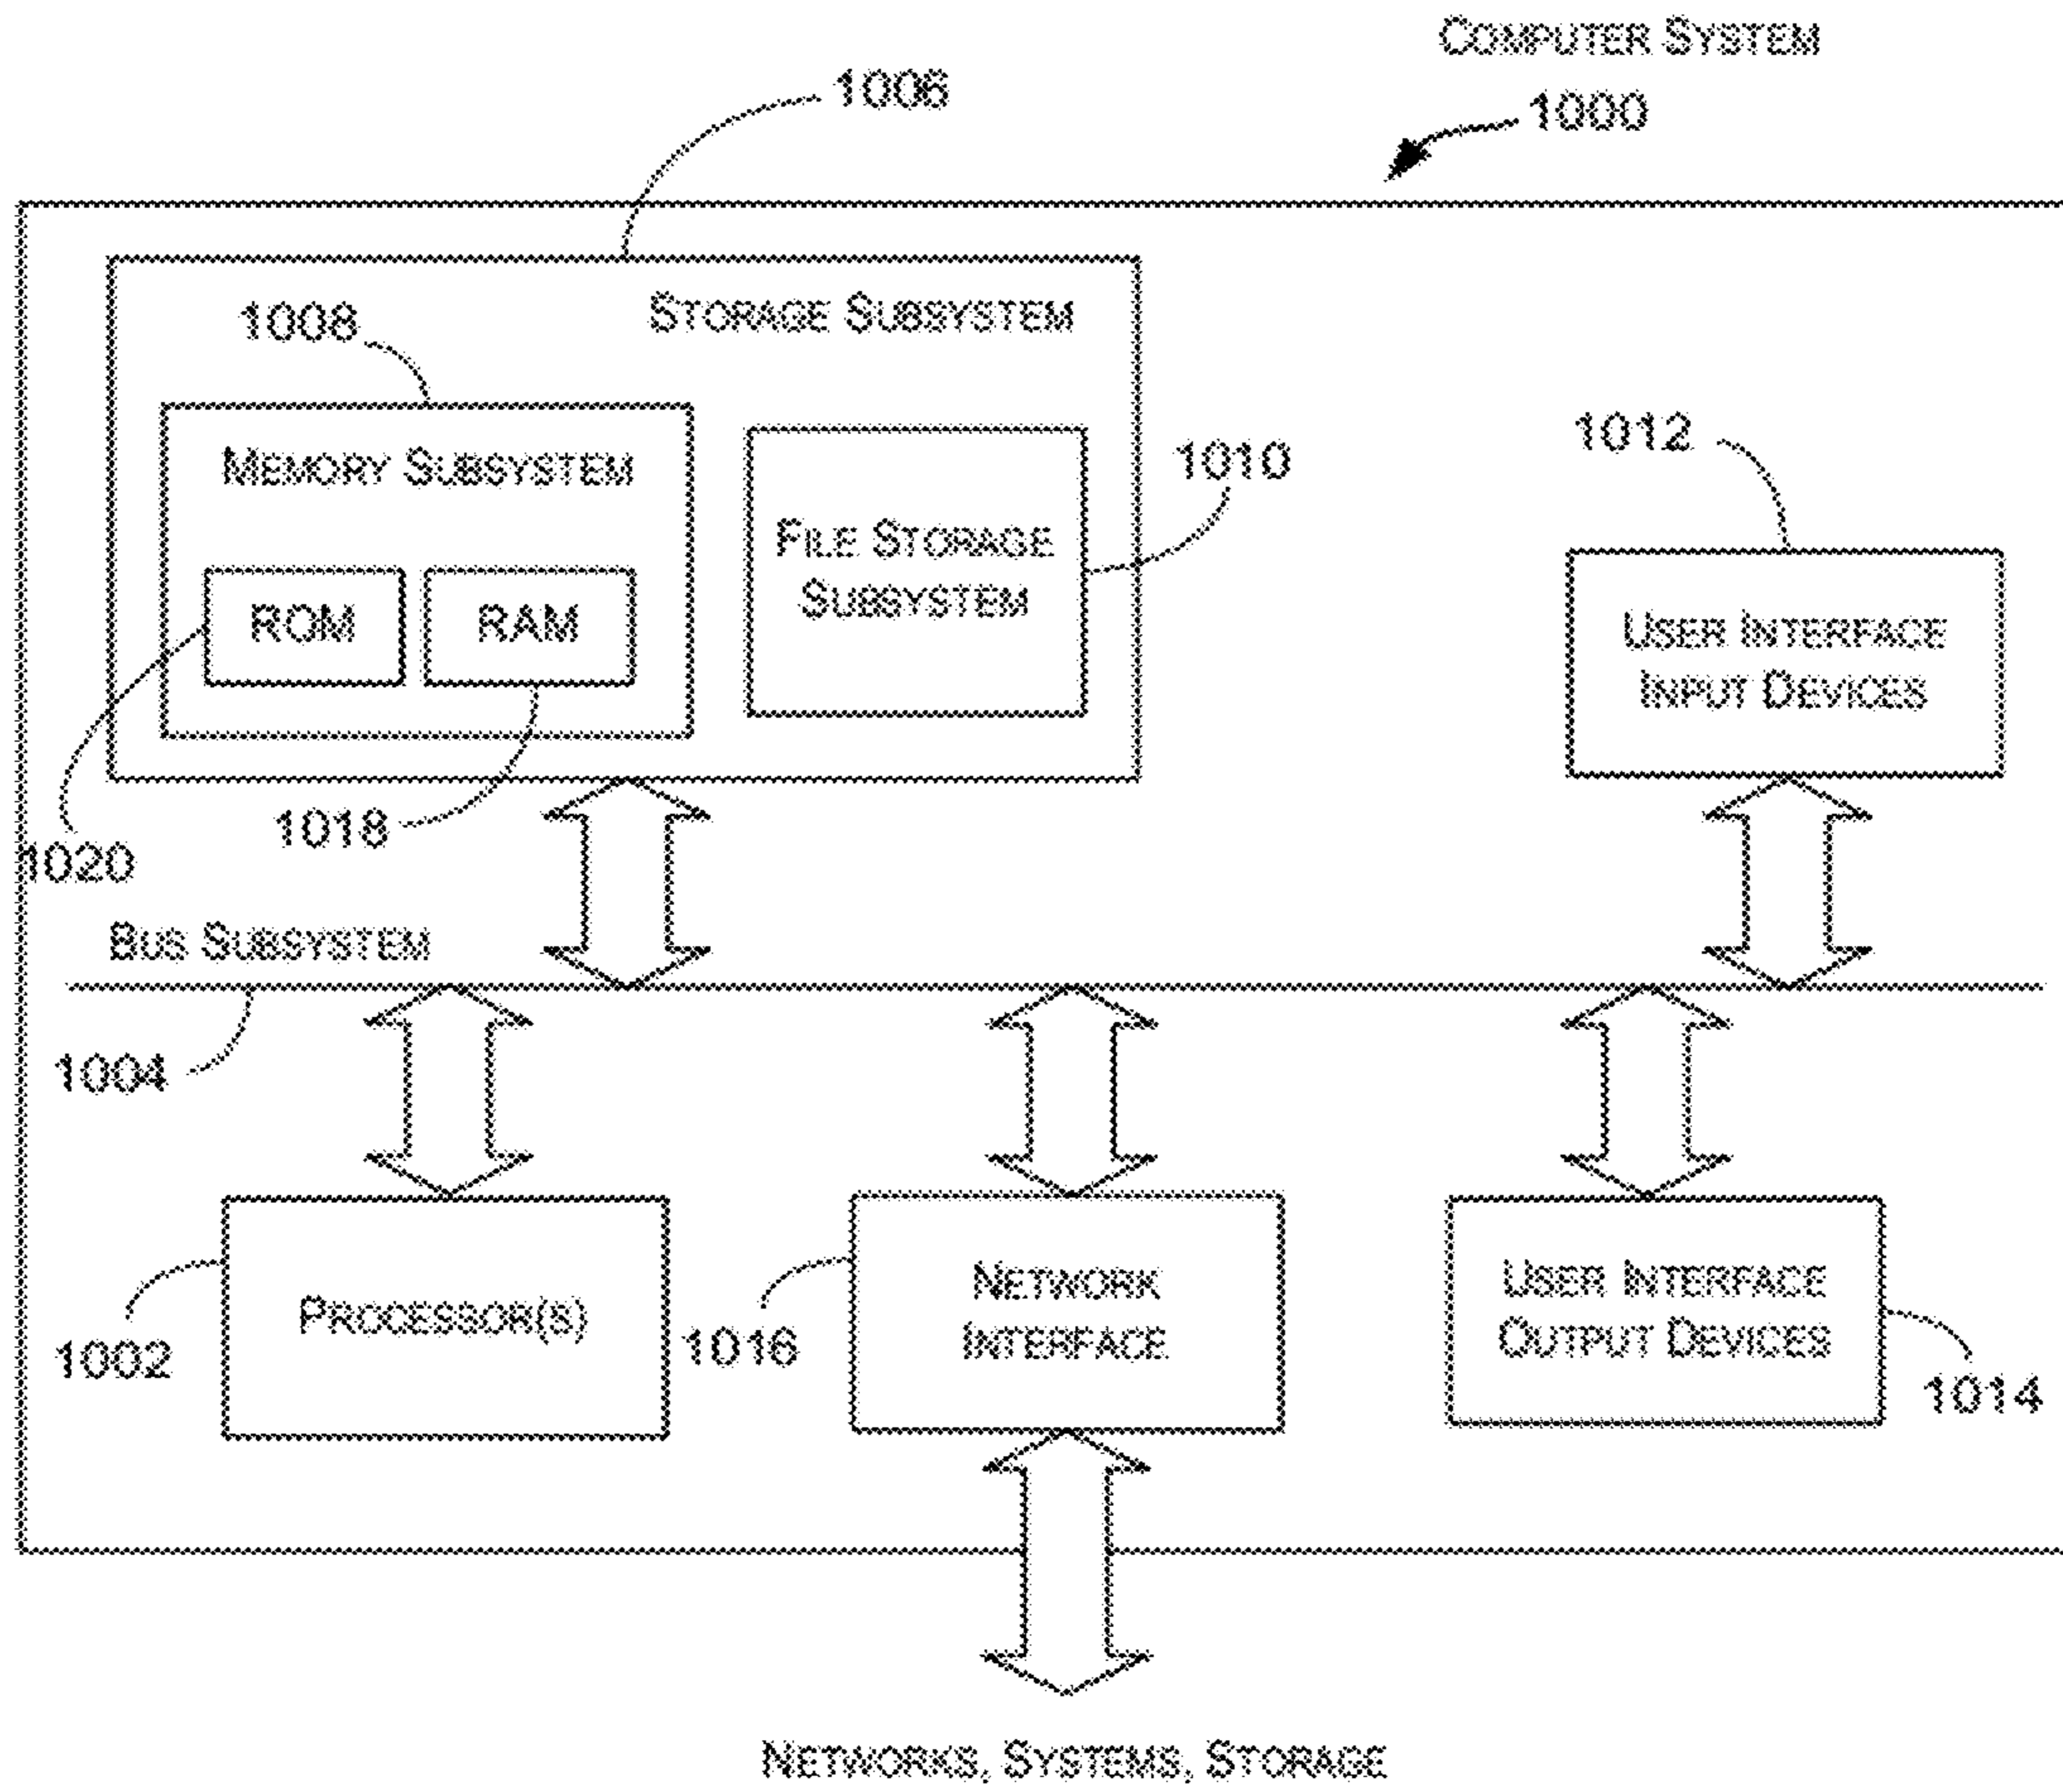 COMPUTER SYSTEM
1006
1000
STORAGE SUBSYSTEM
1008
MEMORY SUBSYSTEM
1012
1010
FILE STORAGE
SUBSYSTEM
ROM
RAM
USER INTERFACE
INPUT DEVICES
1018
1020
BUS SUBSYSTEM
1004
NETWORK
INTERFACE
USER INTERFACE
OUTPUT DEVICES
PROCESSOR(S)
1002
1016
1014
NETWORKS, SYSTEMS, STORAGE